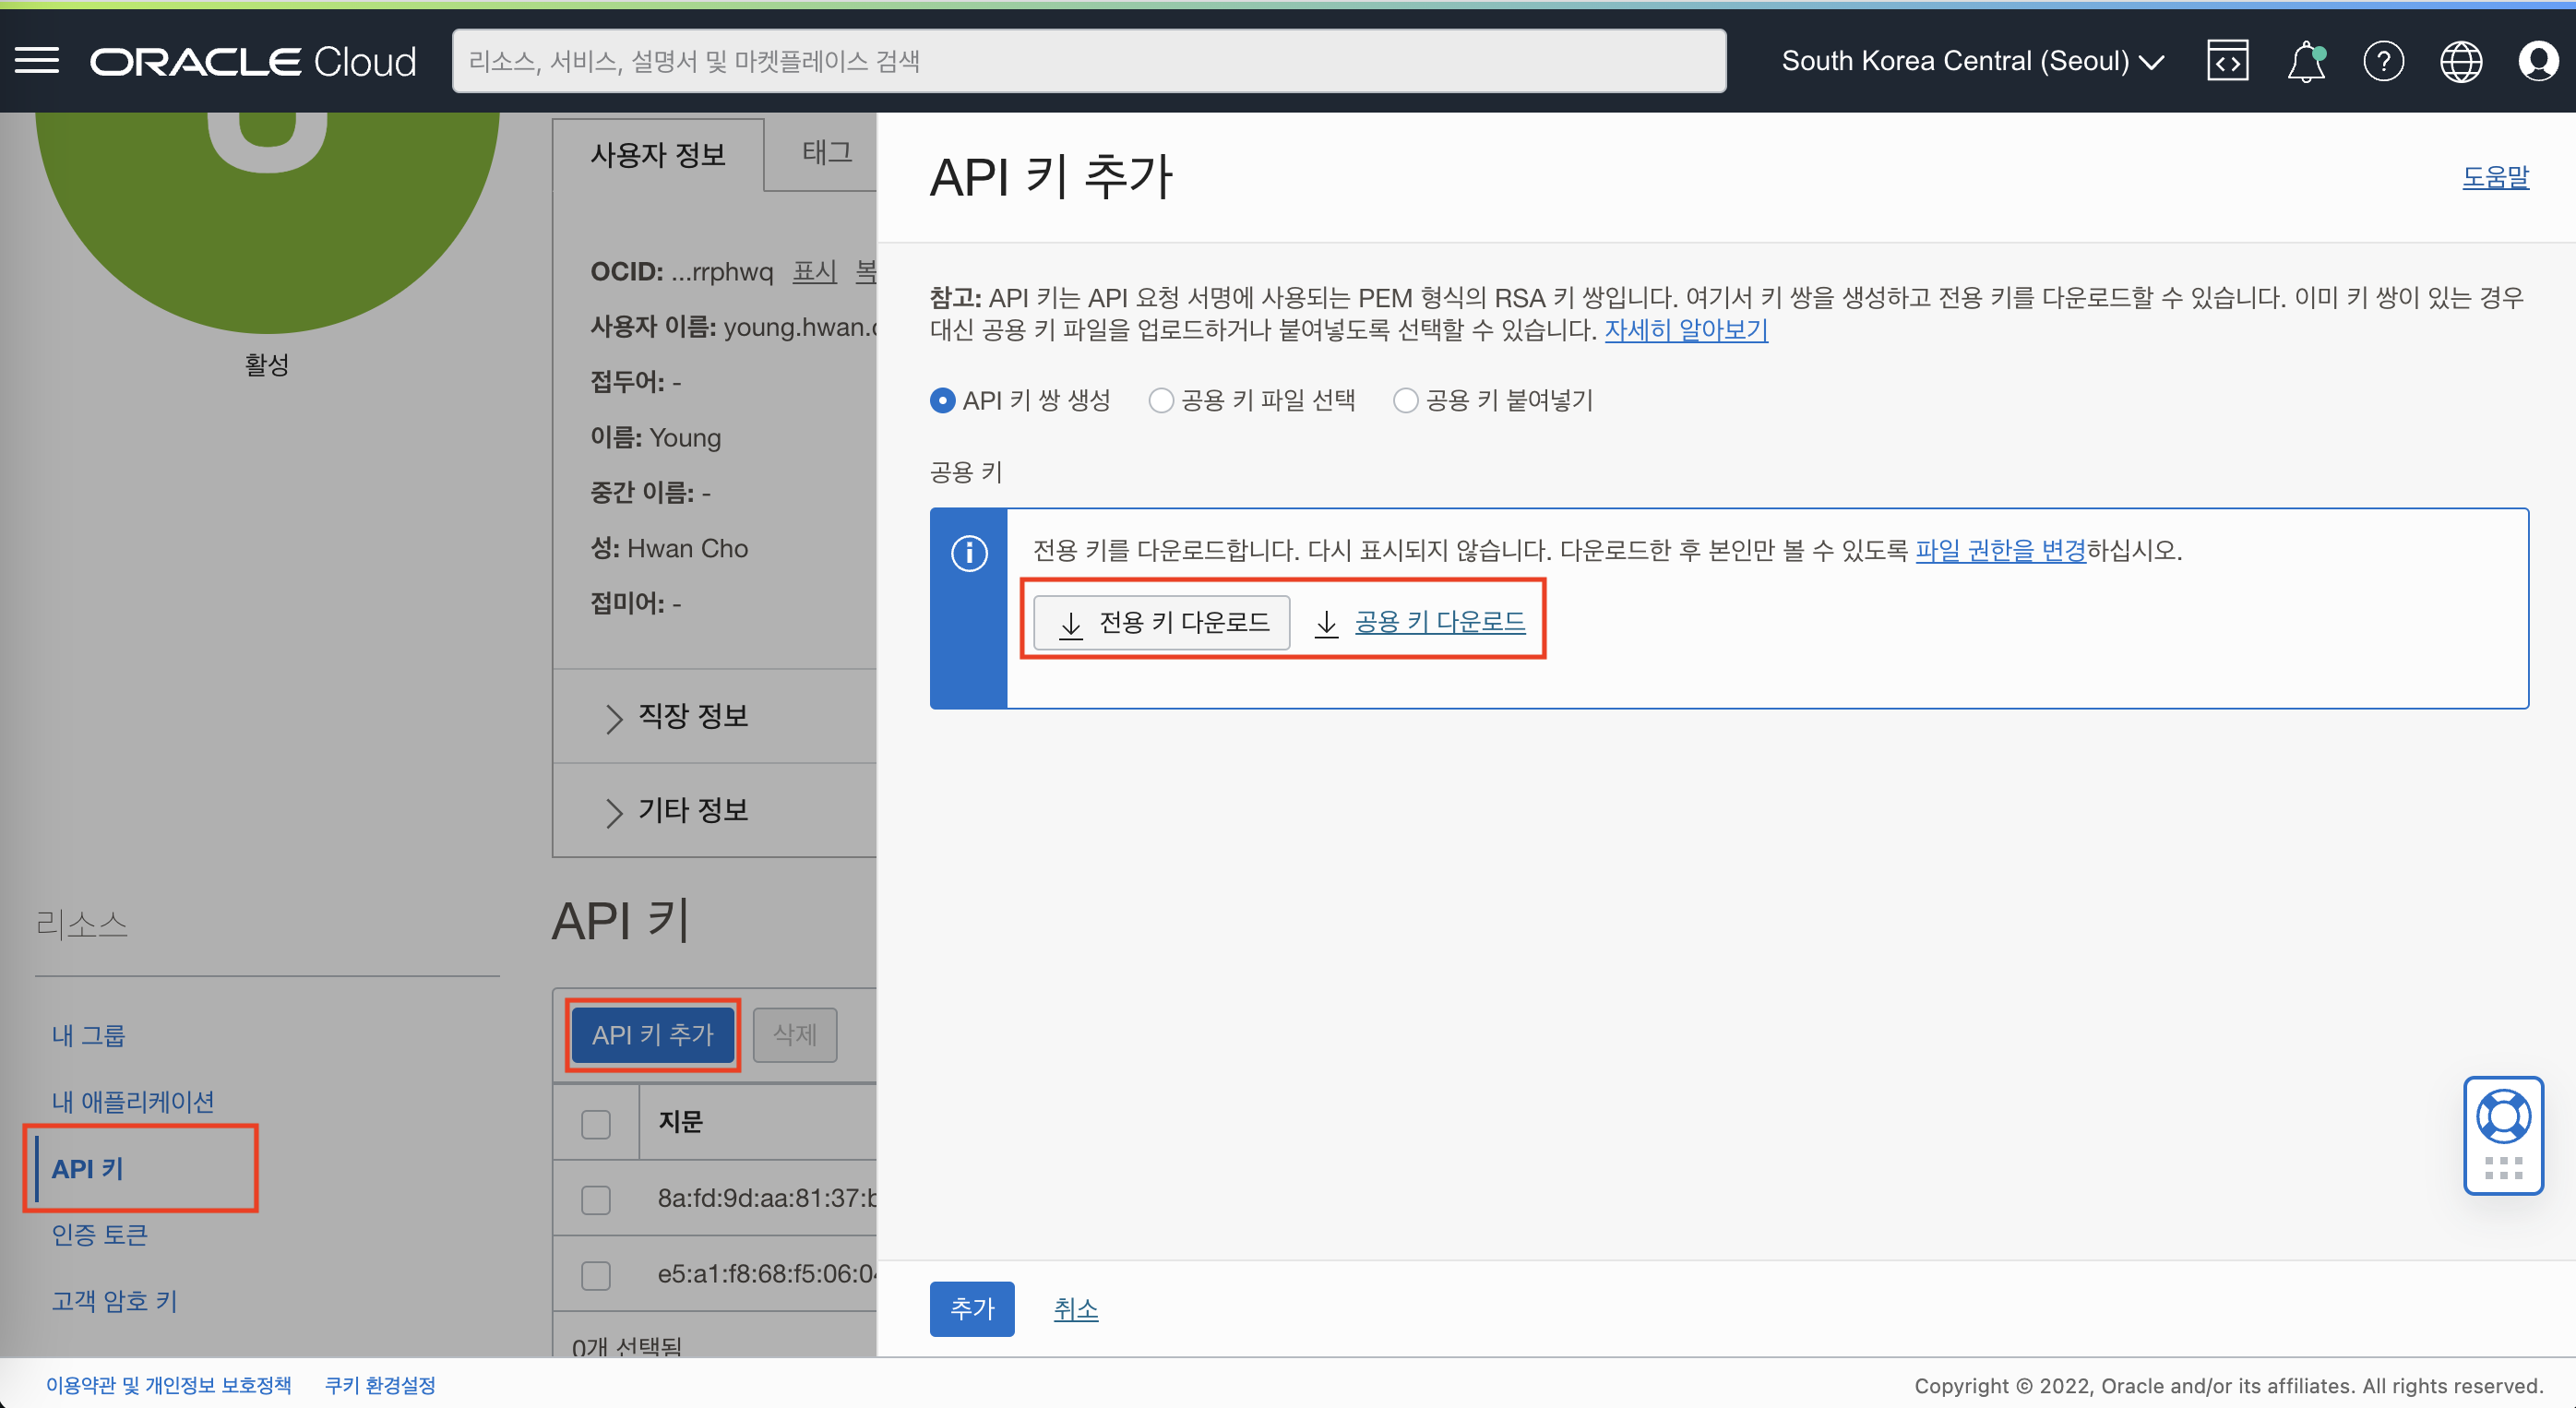 ORACLE Cloud
리소스, 서비스, 설명서 및 마켓플레이스 검색
South Korea Central (Seoul)
활성
사용자 정보
태그
OCID: ...rrphwq 표시 복
사용자 이름: young.hwan.
접두어: -
이름: Young
중간 이름: -
성: Hwan Cho
접미어: -
직장 정보
기타 정보
리소스
내 그룹
내 애플리케이션
API 키
인증 토큰
고객 암호 키
API 키
API 키 추가
삭제
지문
8a:fd:9d:aa:81:37:b
e5:a1:f8:68:f5:06:04
0개 선택됨
API 키 추가
도움말
참고: API 키는 API 요청 서명에 사용되는 PEM 형식의 RSA 키 쌍입니다. 여기서 키 쌍을 생성하고 전용 키를 다운로드할 수 있습니다. 이미 키 쌍이 있는 경우
대신 공용 키 파일을 업로드하거나 붙여넣도록 선택할 수 있습니다. 자세히 알아보기
API 키 쌍 생성
공용 키 파일 선택
공용 키 붙여넣기
공용 키
전용 키를 다운로드합니다. 다시 표시되지 않습니다. 다운로드한 후 본인만 볼 수 있도록 파일 권한을 변경하십시오.
전용 키 다운로드
공용 키 다운로드
추가
취소
이용약관 및 개인정보 보호정책
쿠키 환경설정
Copyright © 2022, Oracle and/or its affiliates. All rights reserved.